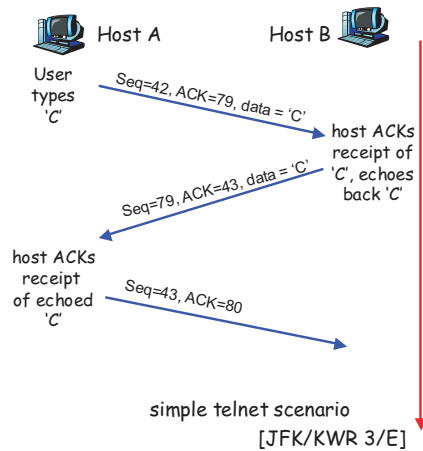 Host A
Host B
User
types
‘C’
Seq=42, ACK=79, data = ‘C’
host ACKs
receipt of
‘C’, echoes
back ‘C’
Seq=79, ACK=43, data = ‘C’
host ACKs
receipt
of echoed
‘C’
Seq=43, ACK=80
simple telnet scenario
[JFK/KWR 3/E]